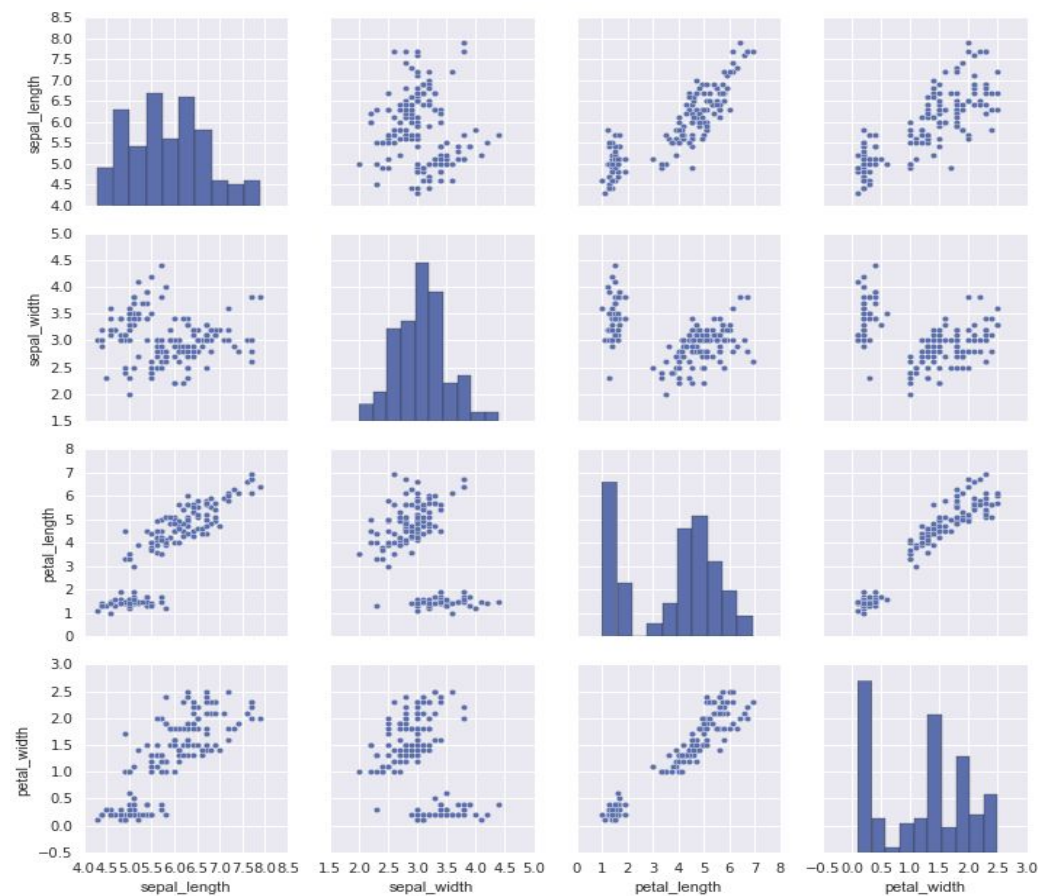 8.5
8.0
7.5
7.0
6.5
6.0
5.5
5.0
4.5
4.0
sepal_length
5.0
4.5
4.0
3.5
3.0
2.5
2.0
1.5
sepal_width
8
7
6
5
4
3
2
1
0
petal_length
3.0
2.5
2.0
1.5
1.0
0.5
0.0
−0.5
petal_width
4.0 4.5 5.0 5.5 6.0 6.5 7.0 7.5 8.0 8.5
sepal_length
1.5 2.0 2.5 3.0 3.5 4.0 4.5 5.0
sepal_width
0 1 2 3 4 5 6 7 8
petal_length
−0.5 0.0 0.5 1.0 1.5 2.0 2.5 3.0
petal_width